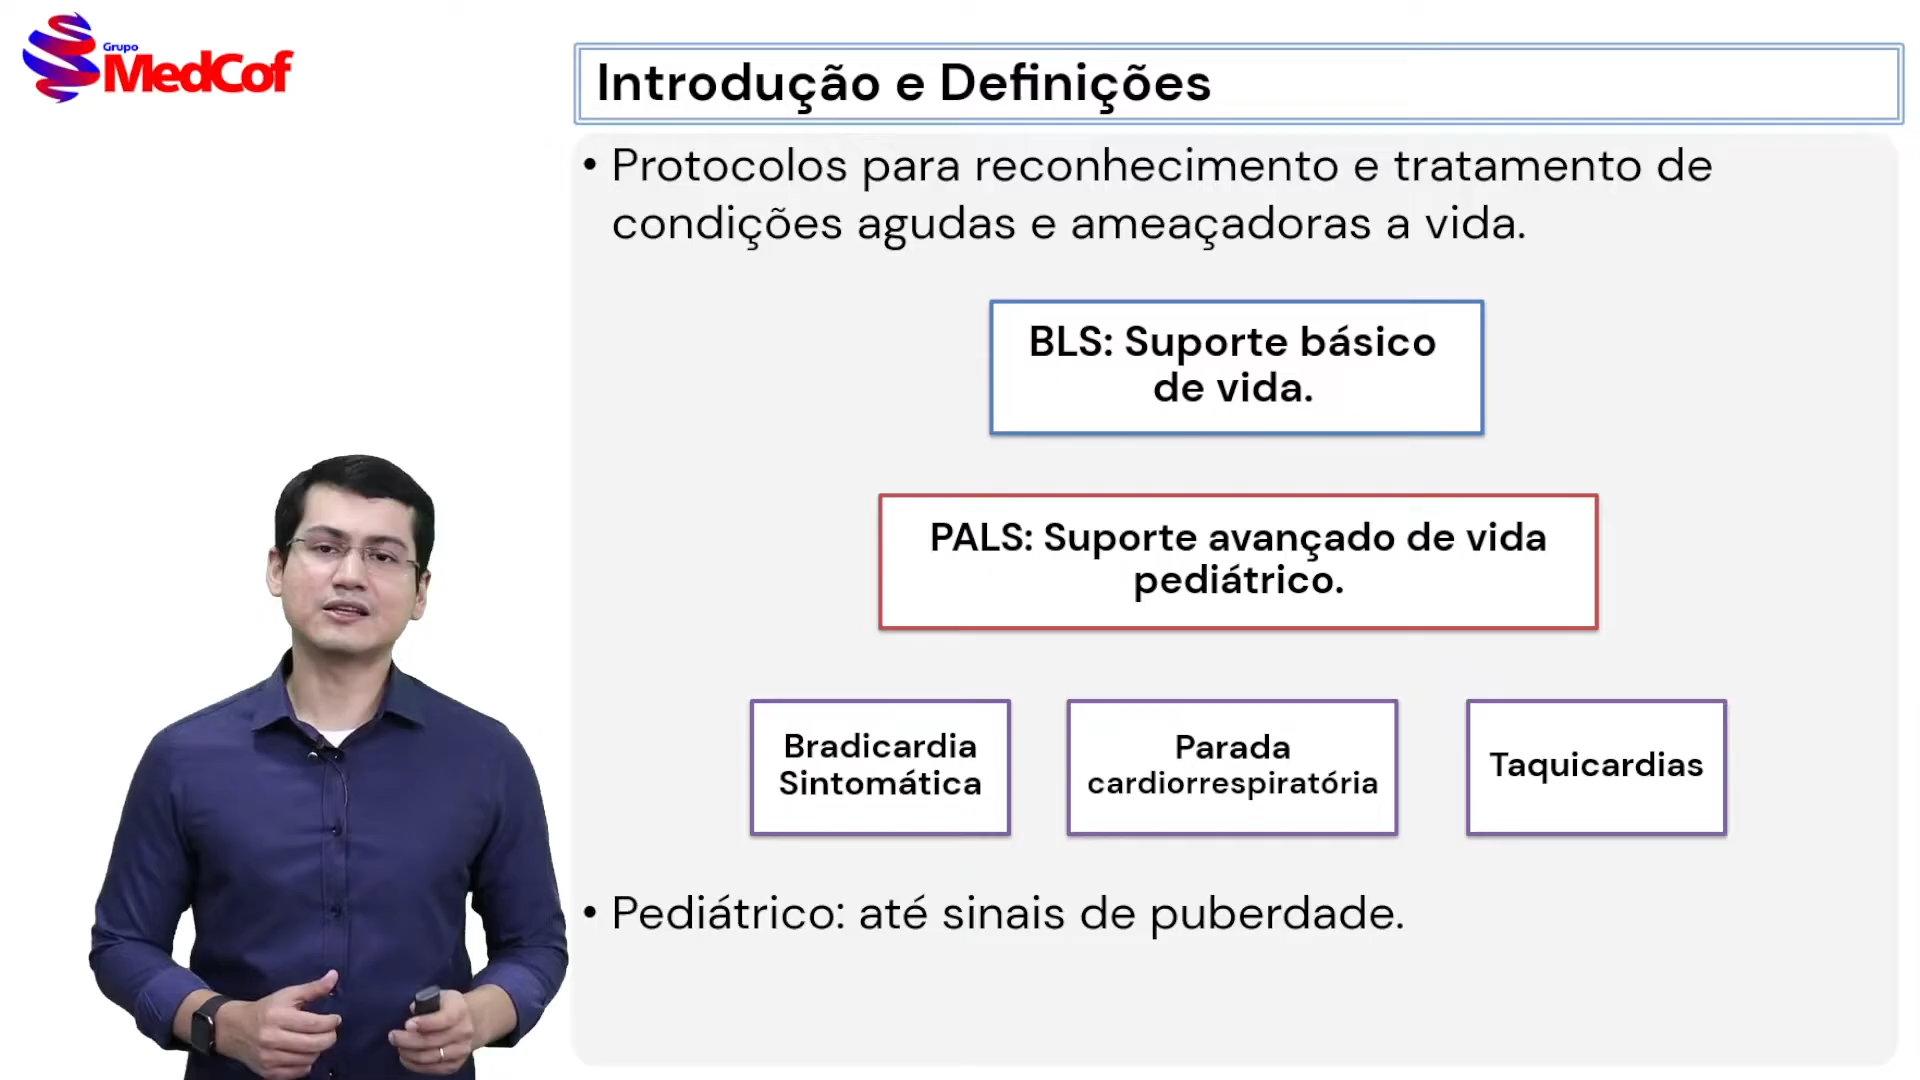 Grupo
MedCof
Introdução e Definições
• Protocolos para reconhecimento e tratamento de
condições agudas e ameaçadoras a vida.
BLS: Suporte básico
de vida.
PALS: Suporte avançado de vida
pediátrico.
Bradicardia
Sintomática
Parada
cardiorrespiratória
Taquicardias
• Pediátrico: até sinais de puberdade.